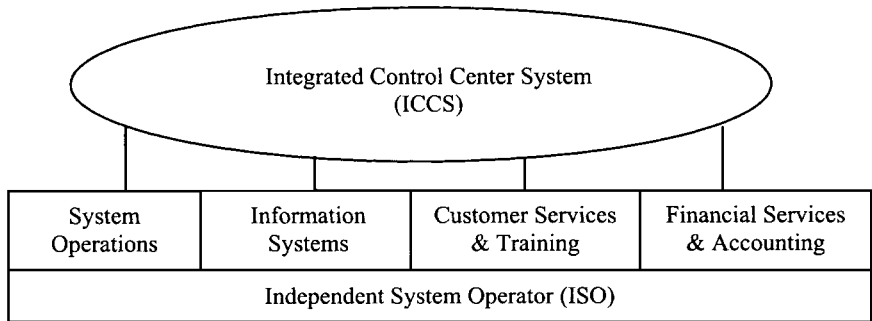 Integrated Control Center System
(ICCS)
System
Operations
Information
Systems
Customer Services
& Training
Financial Services
& Accounting
Independent System Operator (ISO)